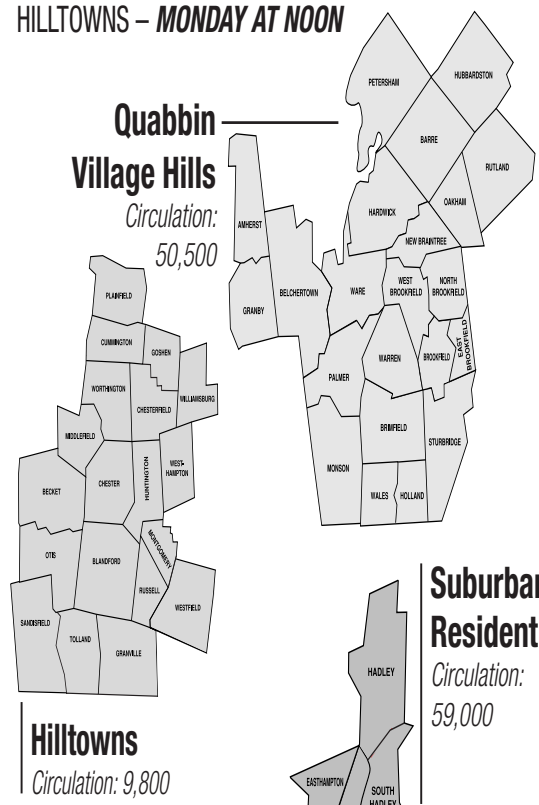 HILLTOWNS – MONDAY AT NOON
Quabbin
Village Hills
Circulation:
50,500
PETERSHAM
HUBBARDSTON
BARRE
RUTLAND
HARDWICK
OAKHAM
NEW BRAINTREE
AMHERST
BELCHERTOWN
GRANBY
WARE
WEST
BROOKFIELD
NORTH
BROOKFIELD
WARREN
BROOKFIELD
EAST
BROOKFIELD
PALMER
BRIMFIELD
STURBRIDGE
MONSON
WALES
HOLLAND
PLAINFIELD
CUMMINGTON
GOSHEN
WORTHINGTON
CHESTERFIELD
WILLIAMSBURG
MIDDLEFIELD
WEST-
HAMPTON
HUNTINGTON
CHESTER
BECKET
MONTGOMERY
OTIS
BLANDFORD
RUSSELL
WESTFIELD
SANDISFIELD
TOLLAND
GRANVILLE
Hilltowns
Circulation: 9,800
Suburban
Resident
Circulation:
59,000
HADLEY
EASTHAMPTON
SOUTH
HADLEY